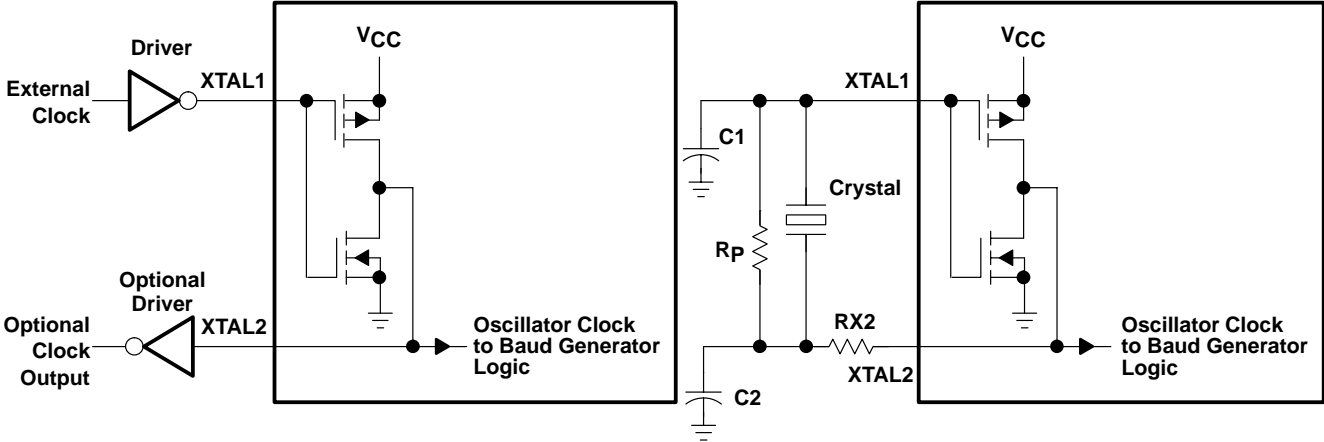 Driver
VCC
External
Clock
XTAL1
Optional
Driver
Optional
Clock
Output
XTAL2
Oscillator Clock
to Baud Generator
Logic
VCC
XTAL1
C1
Crystal
RP
RX2
XTAL2
C2
Oscillator Clock
to Baud Generator
Logic